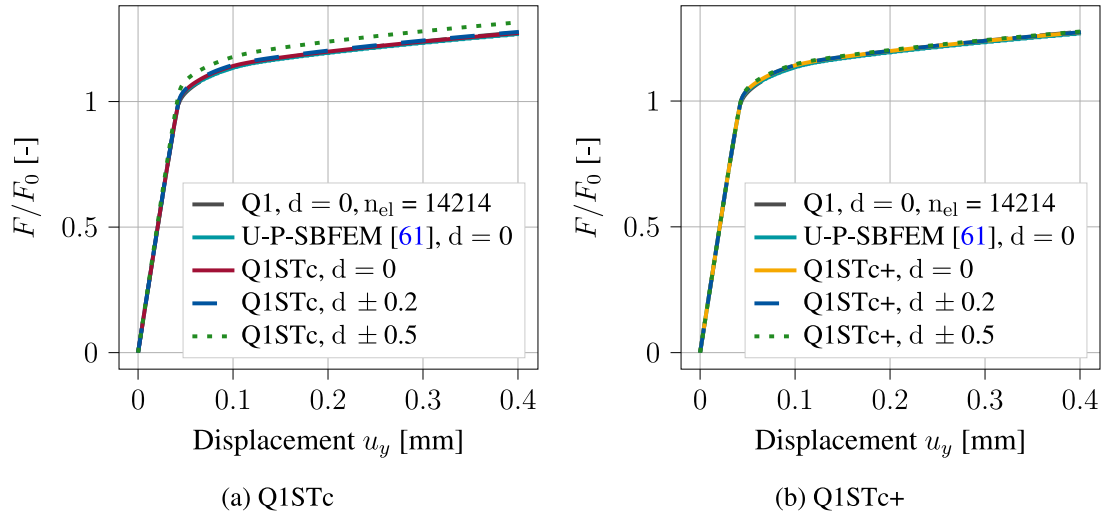 F/F₀ [-]
1
0.5
0
Q1, d = 0, nₑₗ = 14214
U-P-SBFEM [61], d = 0
Q1STc, d = 0
Q1STc, d ± 0.2
Q1STc, d ± 0.5
0 0.1 0.2 0.3 0.4
Displacement u_y [mm]
(a) Q1STc
F/F₀ [-]
1
0.5
0
Q1, d = 0, nₑₗ = 14214
U-P-SBFEM [61], d = 0
Q1STc+, d = 0
Q1STc+, d ± 0.2
Q1STc+, d ± 0.5
0 0.1 0.2 0.3 0.4
Displacement u_y [mm]
(b) Q1STc+